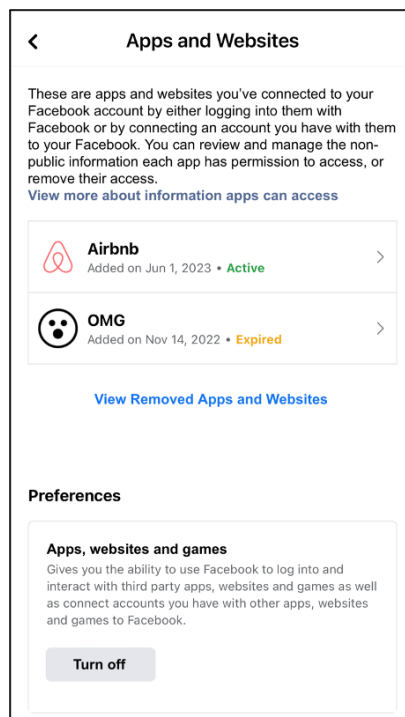 Apps and Websites
These are apps and websites you've connected to your
Facebook account by either logging into them with
Facebook or by connecting an account you have with them
to your Facebook. You can review and manage the non-
public information each app has permission to access, or
remove their access.
View more about information apps can access
Airbnb
Added on Jun 1, 2023 • Active
OMG
Added on Nov 14, 2022 • Expired
View Removed Apps and Websites
Preferences
Apps, websites and games
Gives you the ability to use Facebook to log into and
interact with third party apps, websites and games as well
as connect accounts you have with other apps, websites
and games to Facebook.
Turn off